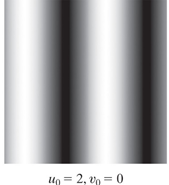 u₀ = 2, v₀ = 0